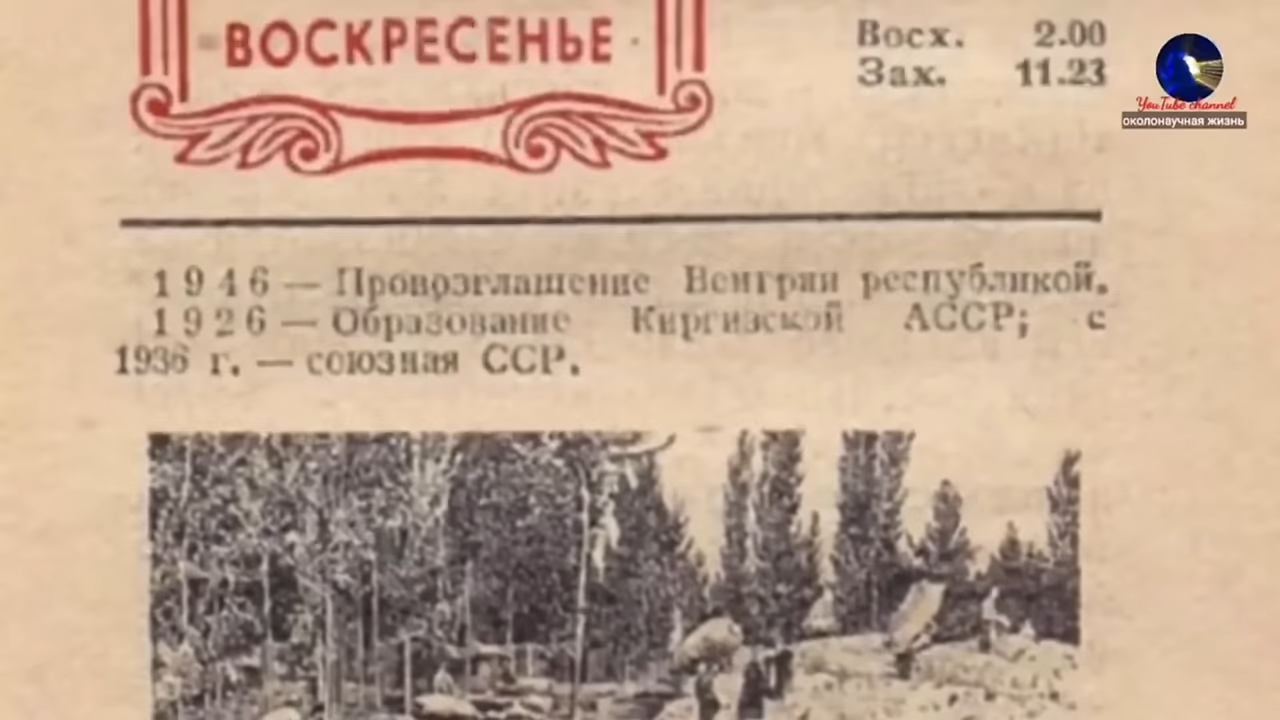 ВОСКРЕСЕНЬЕ
Восх. 2.00
Зах. 11.23
YouTube channel
околонаучная жизнь
1946 — Провозглашение Венгрии республикой.
1926 — Образование Киргизской АССР; с
1936 г. — союзная ССР.